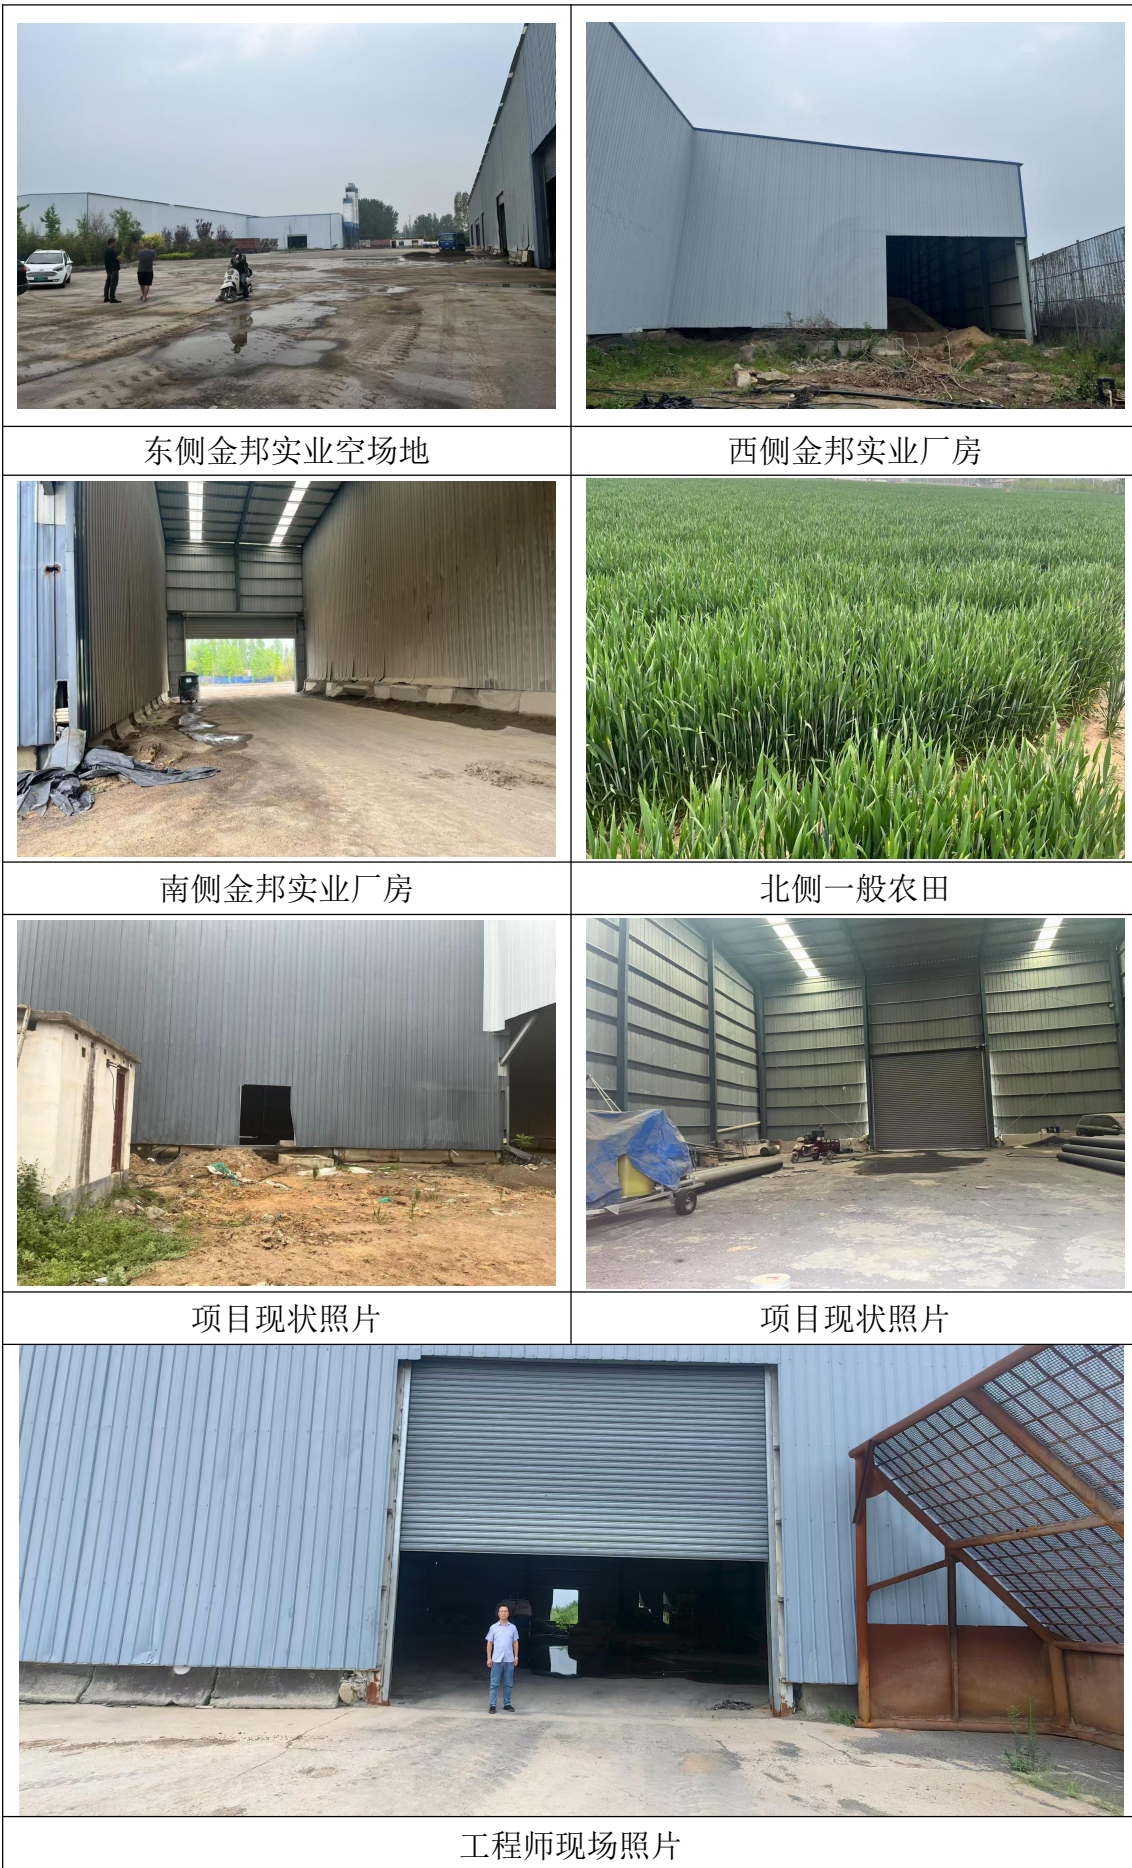 东侧金邦实业空场地
西侧金邦实业厂房
南侧金邦实业厂房
北侧一般农田
项目现状照片
项目现状照片
工程师现场照片